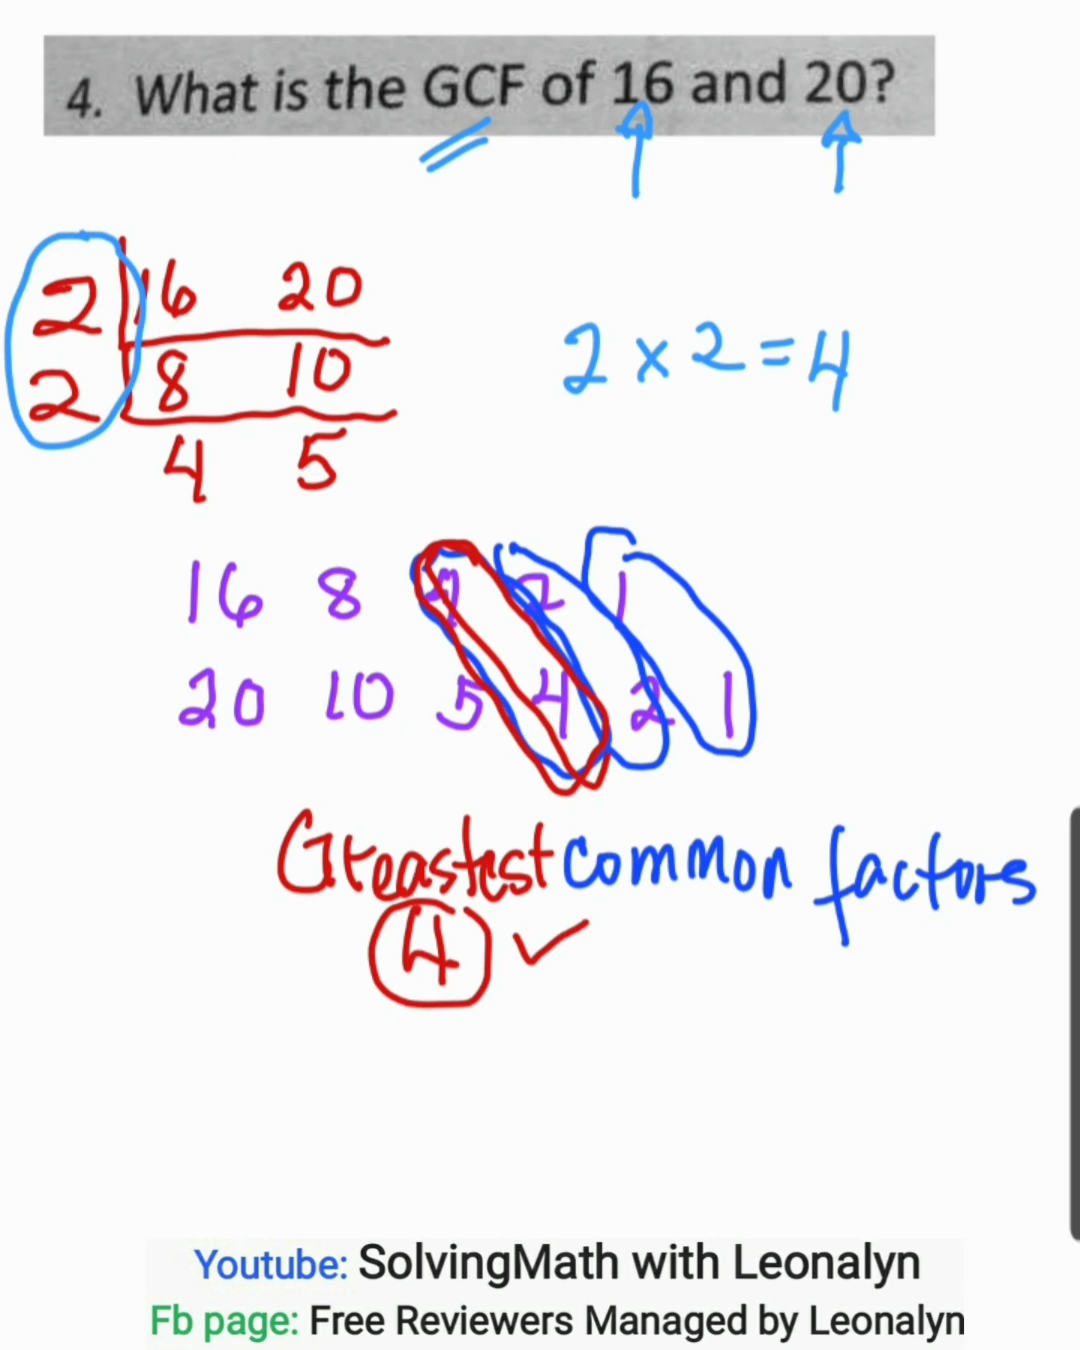 4. What is the GCF of 16 and 20?
2 16 20
2 8 10
4 5
2 x 2 = 4
16 8 4 2 1
20 10 5 4 2 1
Greastest common factors
4 ✓
Youtube: SolvingMath with Leonalyn
Fb page: Free Reviewers Managed by Leonalyn